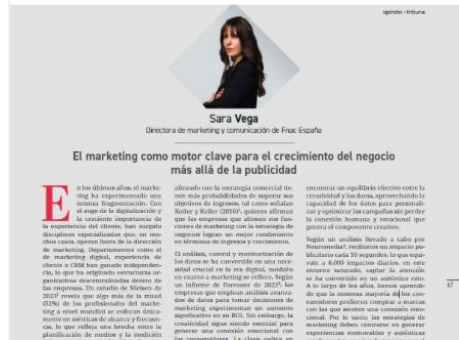 opinión - tribuna
Sara Vega
Directora de marketing y comunicación de Fnac España
El marketing como motor clave para el crecimiento del negocio
más allá de la publicidad
En los últimos años, el marke-
ting ha experimentado una
intensa fragmentación. Con
el auge de la digitalización y
la creciente importancia de
la experiencia del cliente, han surgido
disciplinas especializadas que, en mu-
chos casos, operan fuera de la dirección
de marketing. Departamentos como el
de marketing digital, experiencia de
cliente o CRM han ganado independen-
cia, lo que ha originado estructuras or-
ganizativas descentralizadas dentro de
las empresas. Un estudio de Nielsen de
2023 revela que algo más de la mitad
(52%) de los profesionales del marke-
ting a nivel mundial se enfocan única-
mente en métricas de alcance y frecuen-
cia, lo que refleja una brecha entre la
planificación de medios y la medición
alineado con la estrategia comercial tie-
nen más probabilidades de superar sus
objetivos de ingresos, tal como señalan
Kotler y Keller (2016), quienes afirman
que las empresas que alinean sus fun-
ciones de marketing con la estrategia de
negocios logran un mejor rendimiento
en términos de ingresos y crecimiento.
El análisis, control y monitorización de
los datos se ha convertido en una nece-
sidad crucial en la era digital, también
en cuanto a marketing se refiere. Según
un informe de Forrester de 2023, las
empresas que emplean análisis avanza-
dos de datos para tomar decisiones de
marketing experimentan un aumento
significativo en su ROI. Sin embargo, la
creatividad sigue siendo esencial para
generar una conexión emocional con
los consumidores. La clave radica en
encontrar un equilibrio efectivo entre la
creatividad y los datos, aprovechando la
capacidad de los datos para personali-
zar y optimizar las campañas sin perder
la conexión humana y emocional que
genera el componente creativo.
Según un análisis llevado a cabo por
Neuromedia, recibimos un impacto pu-
blicitario cada 10 segundos, lo que equi-
vale a 6.000 impactos diarios, en este
entorno saturado, captar la atención
se ha convertido en un auténtico reto.
A lo largo de los años, hemos aprendi-
do que la inmensa mayoría de los con-
sumidores prefieren comprar a marcas
con las que sienten una conexión emo-
cional. Por lo tanto, las estrategias de
marketing deben centrarse en generar
experiencias memorables y auténticas
67